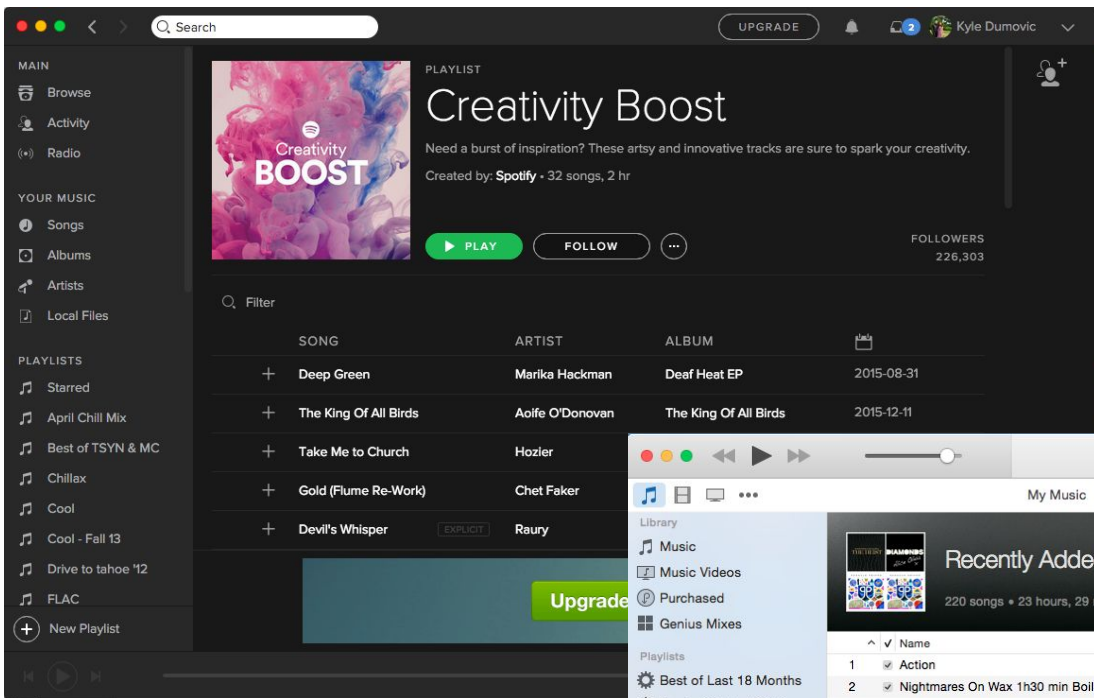 Search
UPGRADE
2
Kyle Dumovic
MAIN
Browse
Activity
Radio
YOUR MUSIC
Songs
Albums
Artists
Local Files
PLAYLISTS
Starred
April Chill Mix
Best of TSYN & MC
Chillax
Cool
Cool - Fall 13
Drive to tahoe '12
FLAC
New Playlist
Creativity
BOOST
PLAYLIST
Creativity Boost
Need a burst of inspiration? These artsy and innovative tracks are sure to spark your creativity.
Created by: Spotify • 32 songs, 2 hr
PLAY
FOLLOW
FOLLOWERS
226,303
Filter
SONG ARTIST ALBUM
Deep Green Marika Hackman Deaf Heat EP 2015-08-31
The King Of All Birds Aoife O'Donovan The King Of All Birds 2015-12-11
Take Me to Church Hozier
Gold (Flume Re-Work) Chet Faker
Devil's Whisper EXPLICIT Raury
Upgrade
My Music
Library
Music
Music Videos
Purchased
Genius Mixes
Playlists
Best of Last 18 Months
THE HEIST
DIAMONDS
Recently Adde
220 songs • 23 hours, 29
Name
1 Action
2 Nightmares On Wax 1h30 min Boil